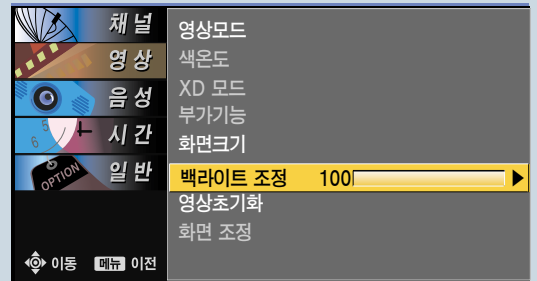 채널
영상
음성
시간
일반
OPTION
5
6
이동
메뉴 이전
영상모드
색온도
XD 모드
부가기능
화면크기
백라이트 조정 100
영상초기화
화면 조정